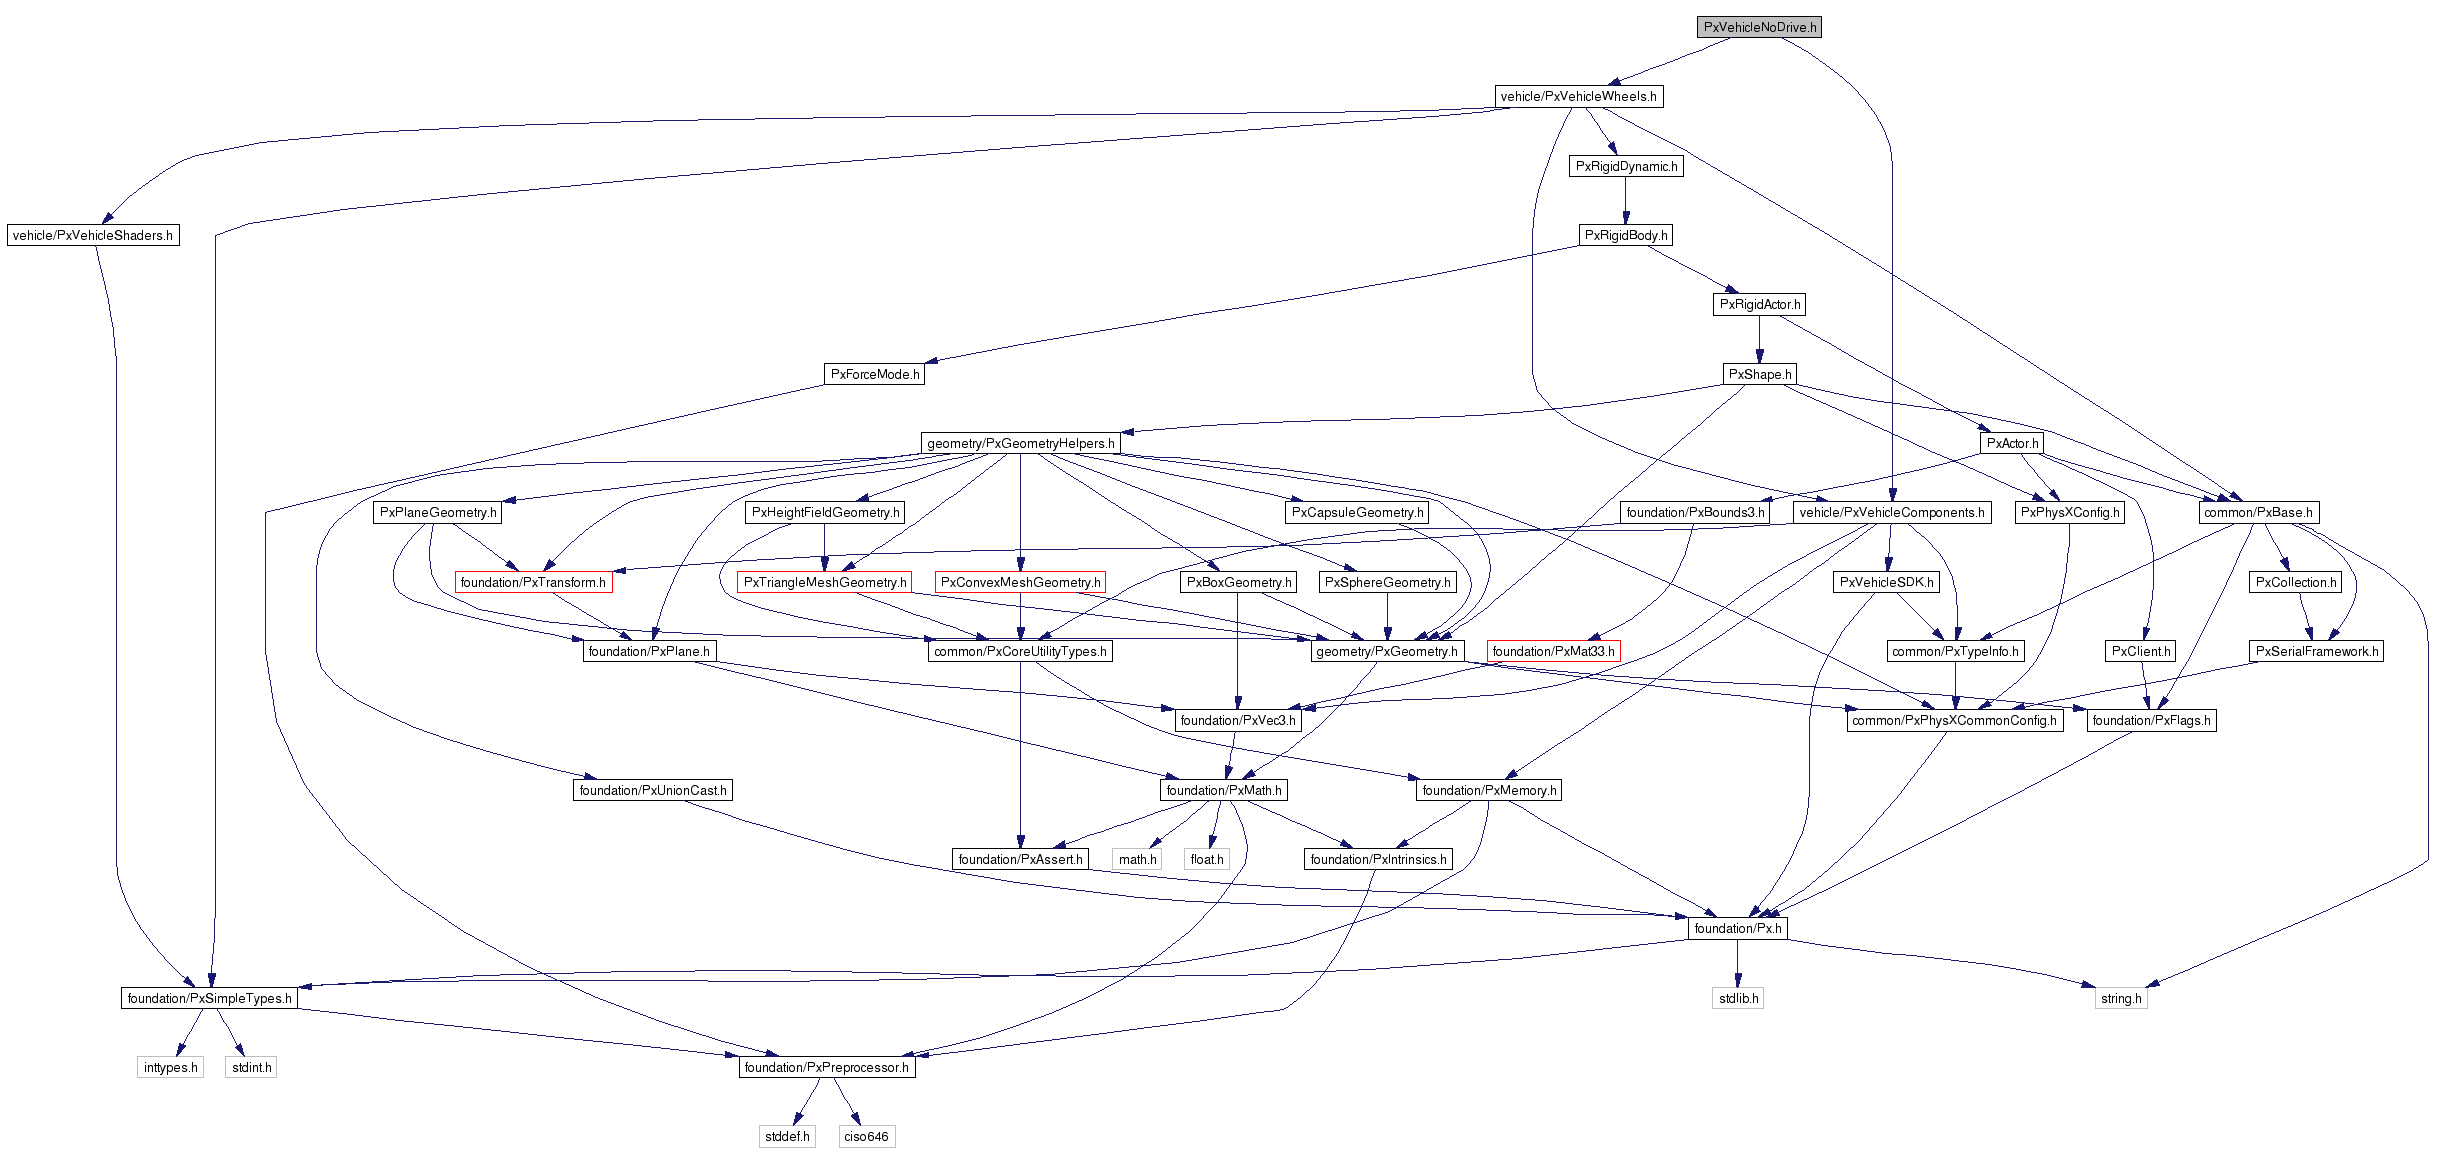 PxVehicleNoDrive.h
vehicle/PxVehicleWheels.h
PxRigidDynamic.h
vehicle/PxVehicleShaders.h
PxRigidBody.h
PxRigidActor.h
PxForceMode.h
PxShape.h
geometry/PxGeometryHelpers.h
PxActor.h
PxPlaneGeometry.h
PxHeightFieldGeometry.h
PxCapsuleGeometry.h
foundation/PxBounds3.h
vehicle/PxVehicleComponents.h
PxPhysXConfig.h
common/PxBase.h
foundation/PxTransform.h
PxTriangleMeshGeometry.h
PxConvexMeshGeometry.h
PxBoxGeometry.h
PxSphereGeometry.h
PxVehicleSDK.h
PxCollection.h
foundation/PxPlane.h
common/PxCoreUtilityTypes.h
geometry/PxGeometry.h
foundation/PxMat33.h
common/PxTypeInfo.h
PxClient.h
PxSerialFramework.h
foundation/PxVec3.h
common/PxPhysXCommonConfig.h
foundation/PxFlags.h
foundation/PxUnionCast.h
foundation/PxMath.h
foundation/PxMemory.h
foundation/PxAssert.h
math.h
float.h
foundation/PxIntrinsics.h
foundation/Px.h
foundation/PxSimpleTypes.h
stdlib.h
string.h
inttypes.h
stdint.h
foundation/PxPreprocessor.h
stddef.h
ciso646